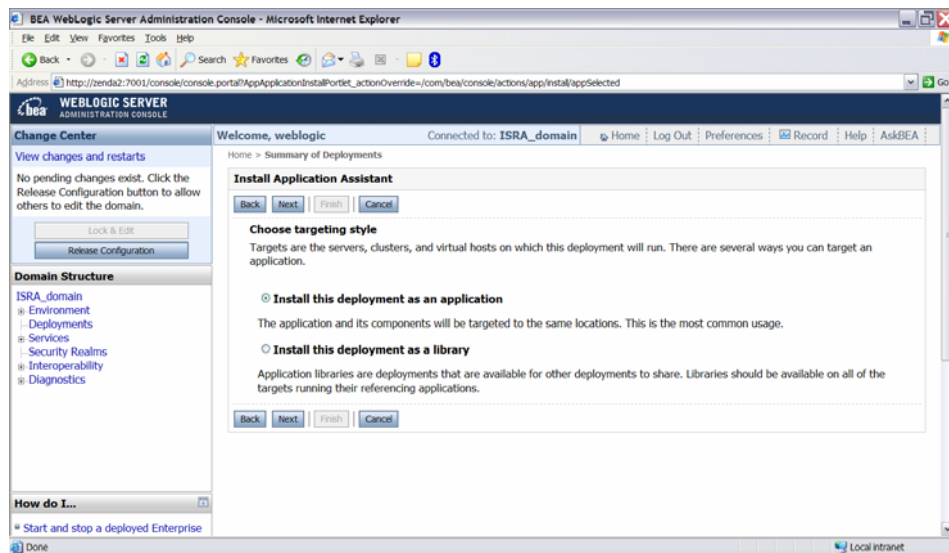 BEA WebLogic Server Administration Console - Microsoft Internet Explorer
File Edit View Favorites Tools Help
Back Search Favorites
Address http://zenda2:7001/console/console.portal?AppApplicationInstallPortlet_actionOverride=/com/bea/console/actions/app/install/appSelected Go
bea WEBLOGIC SERVER
ADMINISTRATION CONSOLE
Change Center
View changes and restarts
No pending changes exist. Click the
Release Configuration button to allow
others to edit the domain.
Lock & Edit
Release Configuration
Domain Structure
ISRA_domain
Environment
Deployments
Services
Security Realms
Interoperability
Diagnostics
How do I...
Start and stop a deployed Enterprise
Welcome, weblogic Connected to: ISRA_domain Home Log Out Preferences Record Help AskBEA
Home > Summary of Deployments
Install Application Assistant
Back Next Finish Cancel
Choose targeting style
Targets are the servers, clusters, and virtual hosts on which this deployment will run. There are several ways you can target an
application.
Install this deployment as an application
The application and its components will be targeted to the same locations. This is the most common usage.
Install this deployment as a library
Application libraries are deployments that are available for other deployments to share. Libraries should be available on all of the
targets running their referencing applications.
Back Next Finish Cancel
Done Local intranet